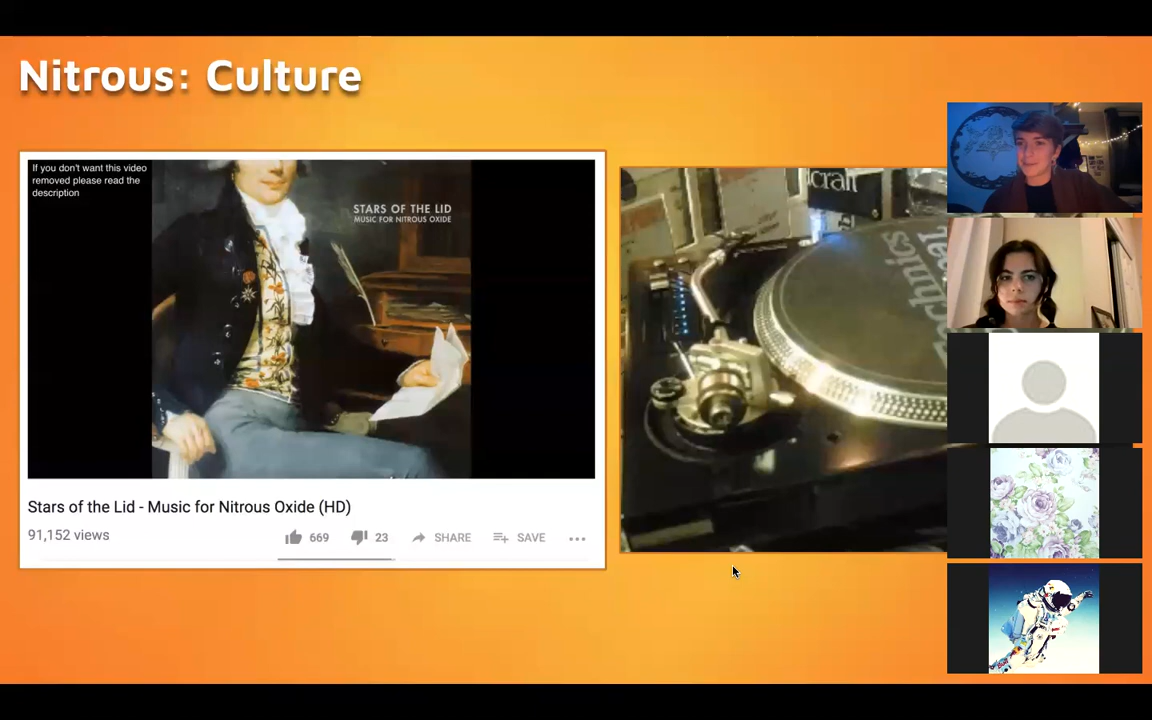 Nitrous: Culture
If you don't want this video
removed please read the
description
STARS OF THE LID
MUSIC FOR NITROUS OXIDE
Stars of the Lid - Music for Nitrous Oxide (HD)
91,152 views
669
23
SHARE
SAVE